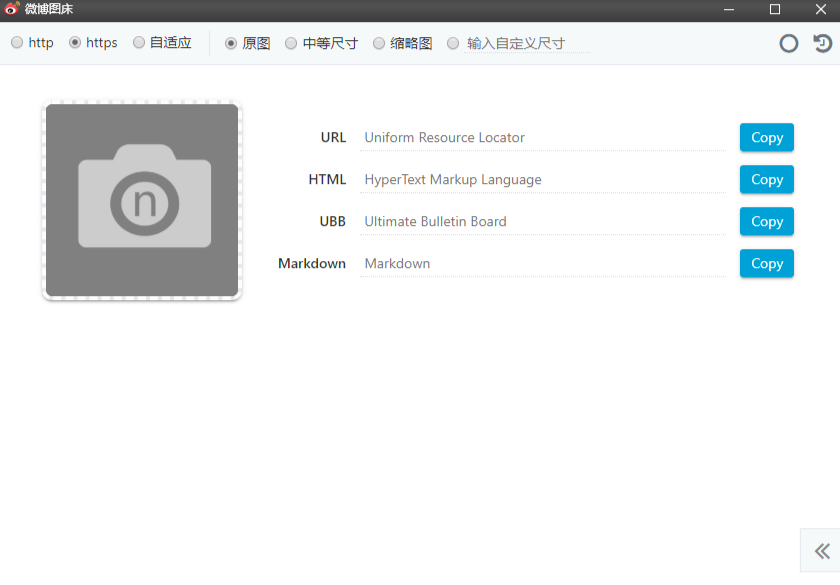 微博图床
http https 自适应 原图 中等尺寸 缩略图 输入自定义尺寸
n
URL Uniform Resource Locator Copy
HTML HyperText Markup Language Copy
UBB Ultimate Bulletin Board Copy
Markdown Markdown Copy